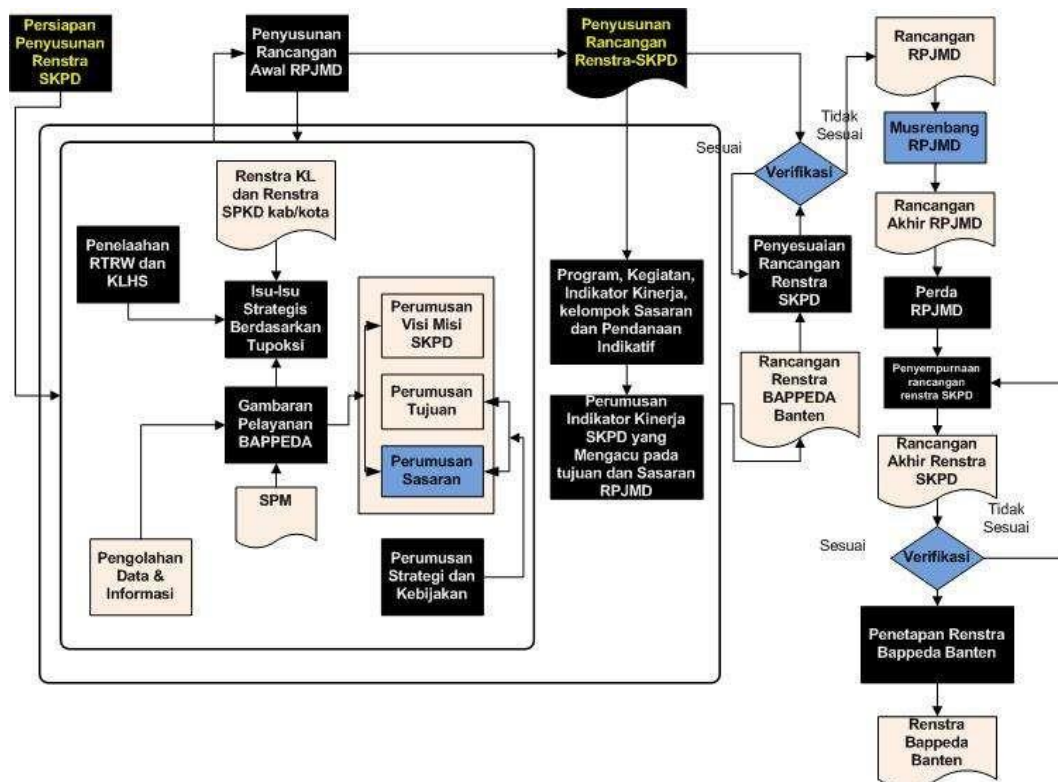 Persiapan
Penyusunan
Renstra
SKPD
Penyusunan
Rancangan
Awal RPJMD
Penyusunan
Rancangan
Renstra-SKPD
Rancangan
RPJMD
Tidak
Sesuai
Sesuai
Verifikasi
Musrenbang
RPJMD
Rancangan
Akhir RPJMD
Renstra KL
dan Renstra
SPKD kab/kota
Penelaahan
RTRW dan
KLHS
Isu-Isu
Strategis
Berdasarkan
Tupoksi
Perumusan
Visi Misi
SKPD
Program, Kegiatan,
Indikator Kinerja,
kelompok Sasaran
dan Pendanaan
Indikatif
Penyesuaian
Rancangan
Renstra
SKPD
Perda
RPJMD
Rancangan
Renstra
BAPPEDA
Banten
Penyempurnaan
rancangan
renstra SKPD
Gambaran
Pelayanan
BAPPEDA
Perumusan
Tujuan
Perumusan
Sasaran
Perumusan
Indikator Kinerja
SKPD yang
Mengacu pada
tujuan dan Sasaran
RPJMD
Rancangan
Akhir Renstra
SKPD
SPM
Tidak
Sesuai
Sesuai
Verifikasi
Pengolahan
Data &
Informasi
Perumusan
Strategi dan
Kebijakan
Penetapan Renstra
Bappeda Banten
Renstra
Bappeda
Banten